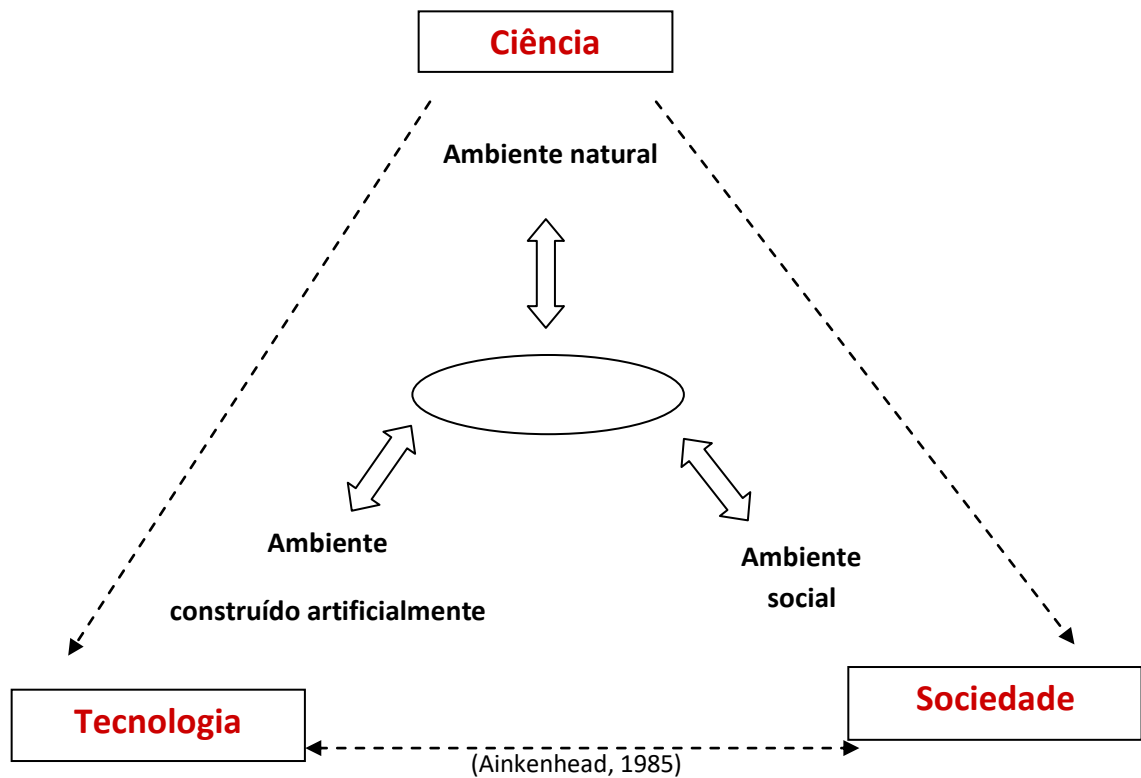 Ciência
Ambiente natural
Ambiente
construído artificialmente
Ambiente
social
Tecnologia
Sociedade
(Ainkenhead, 1985)